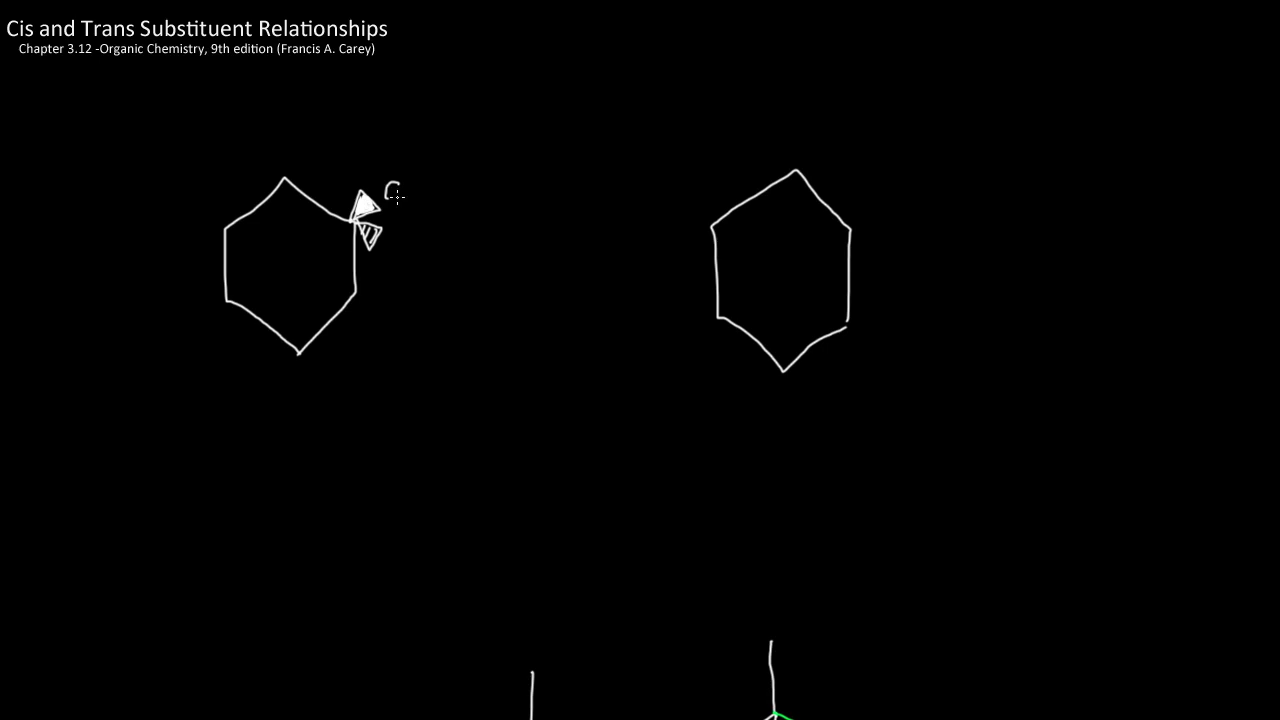 Cis and Trans Substituent Relationships
Chapter 3.12 -Organic Chemistry, 9th edition (Francis A. Carey)